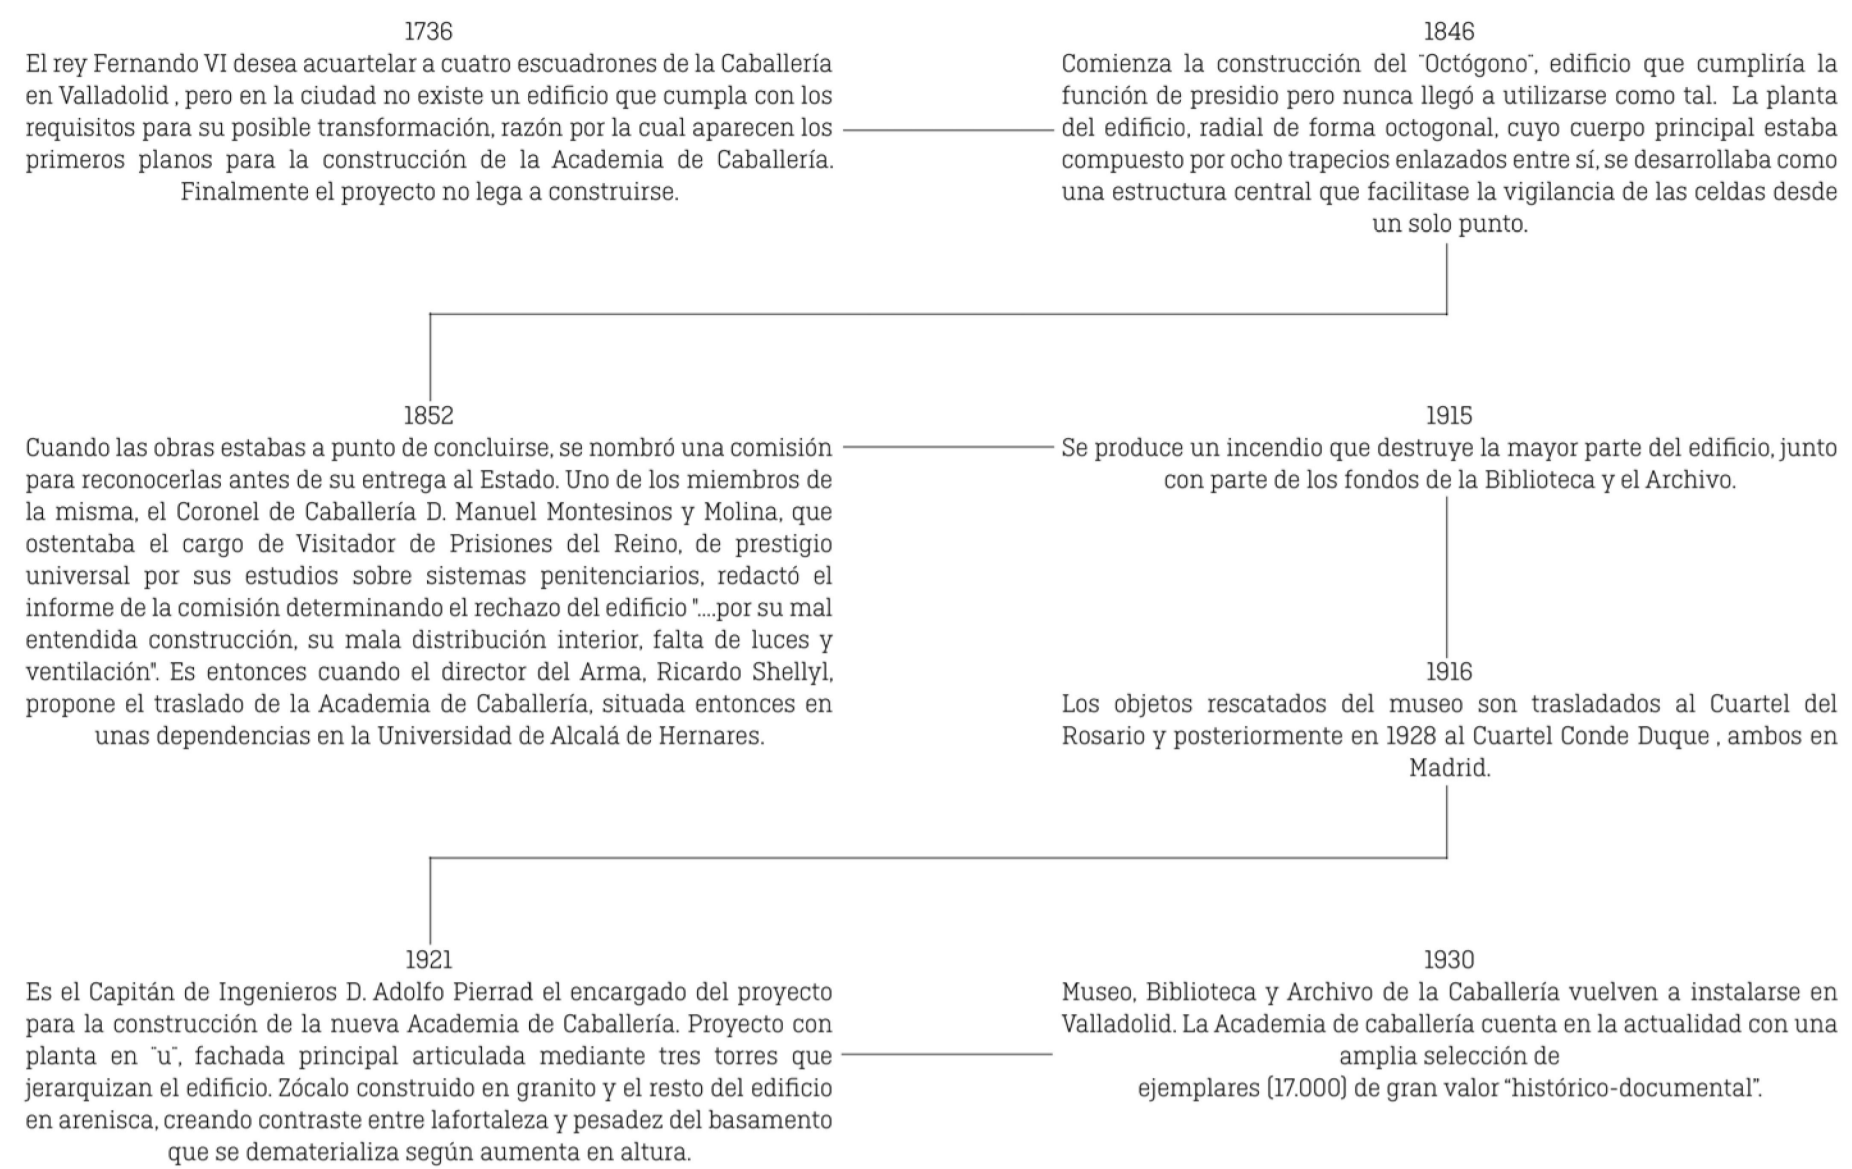 1736
El rey Fernando VI desea acuartelar a cuatro escuadrones de la Caballería
en Valladolid , pero en la ciudad no existe un edificio que cumpla con los
requisitos para su posible transformación, razón por la cual aparecen los
primeros planos para la construcción de la Academia de Caballería.
Finalmente el proyecto no lega a construirse.
1846
Comienza la construcción del ¨Octógono¨, edificio que cumpliría la
función de presidio pero nunca llegó a utilizarse como tal. La planta
del edificio, radial de forma octogonal, cuyo cuerpo principal estaba
compuesto por ocho trapecios enlazados entre sí, se desarrollaba como
una estructura central que facilitase la vigilancia de las celdas desde
un solo punto.
1852
Cuando las obras estabas a punto de concluirse, se nombró una comisión
para reconocerlas antes de su entrega al Estado. Uno de los miembros de
la misma, el Coronel de Caballería D. Manuel Montesinos y Molina, que
ostentaba el cargo de Visitador de Prisiones del Reino, de prestigio
universal por sus estudios sobre sistemas penitenciarios, redactó el
informe de la comisión determinando el rechazo del edificio "....por su mal
entendida construcción, su mala distribución interior, falta de luces y
ventilación". Es entonces cuando el director del Arma, Ricardo Shellyl,
propone el traslado de la Academia de Caballería, situada entonces en
unas dependencias en la Universidad de Alcalá de Hernares.
1915
Se produce un incendio que destruye la mayor parte del edificio, junto
con parte de los fondos de la Biblioteca y el Archivo.
1916
Los objetos rescatados del museo son trasladados al Cuartel del
Rosario y posteriormente en 1928 al Cuartel Conde Duque , ambos en
Madrid.
1921
Es el Capitán de Ingenieros D. Adolfo Pierrad el encargado del proyecto
para la construcción de la nueva Academia de Caballería. Proyecto con
planta en ¨u¨, fachada principal articulada mediante tres torres que
jerarquizan el edificio. Zócalo construido en granito y el resto del edificio
en arenisca, creando contraste entre lafortaleza y pesadez del basamento
que se dematerializa según aumenta en altura.
1930
Museo, Biblioteca y Archivo de la Caballería vuelven a instalarse en
Valladolid. La Academia de caballería cuenta en la actualidad con una
amplia selección de
ejemplares (17.000) de gran valor “histórico-documental”.